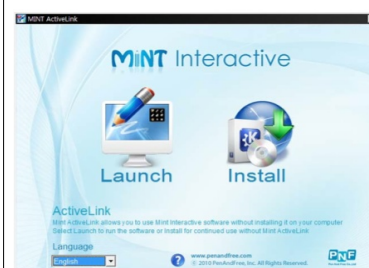 MINT ActiveLink
MiNT Interactive
Launch Install
ActiveLink
Mint ActiveLink allows you to use Mint Interactive software without installing it on your computer
Select Launch to run the software or Install for continued use without Mint ActiveLink
Language
English
www.penandfree.com
© 2010 PenAndFree, Inc. All Rights Reserved.
PNF